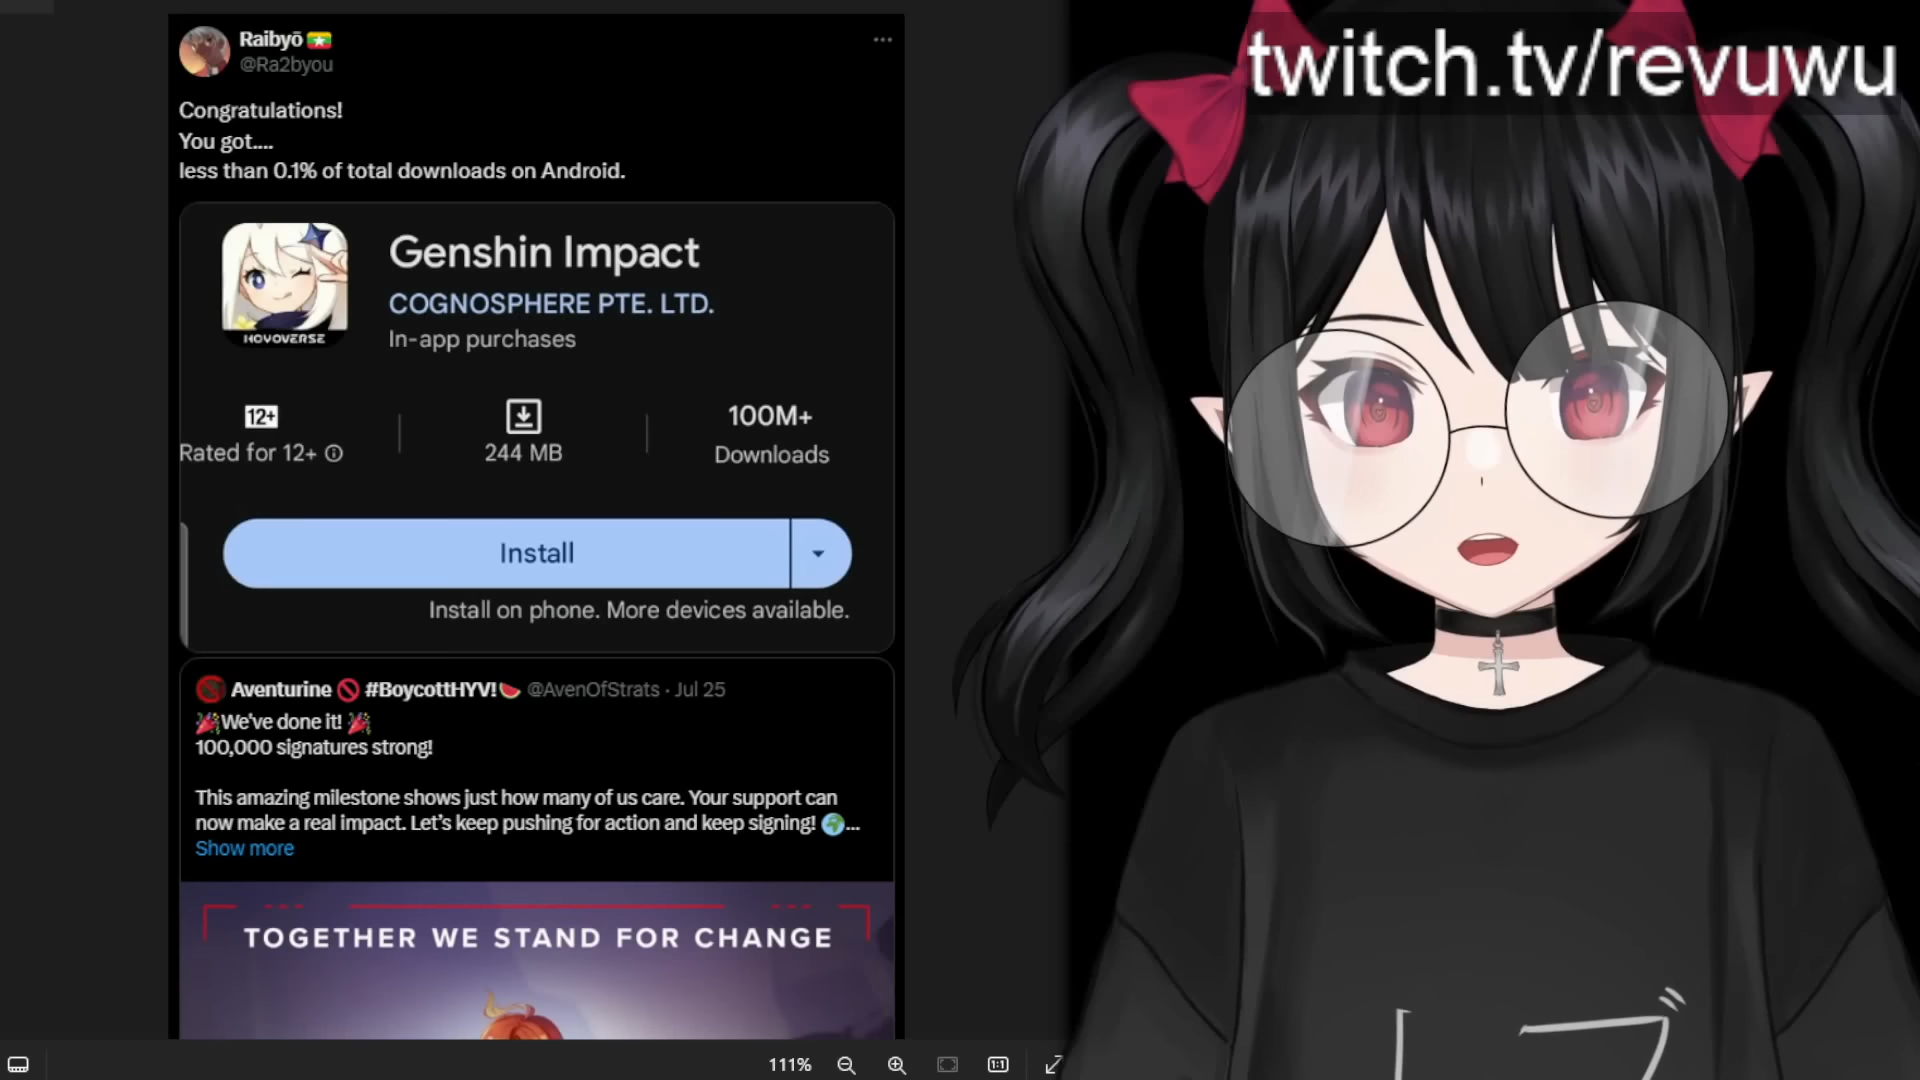 twitch.tv/revuwu
Raibyō
@Ra2byou
Congratulations!
You got....
less than 0.1% of total downloads on Android.
HOYOVERSE
Genshin Impact
COGNOSPHERE PTE. LTD.
In-app purchases
12+
Rated for 12+
244 MB
100M+
Downloads
Install
Install on phone. More devices available.
Aventurine 🚫 #BoycottHYV!🍉 @AvenOfStrats · Jul 25
🎉We've done it! 🎉
100,000 signatures strong!
This amazing milestone shows just how many of us care. Your support can
now make a real impact. Let's keep pushing for action and keep signing! 🌍...
Show more
TOGETHER WE STAND FOR CHANGE
111%
1:1